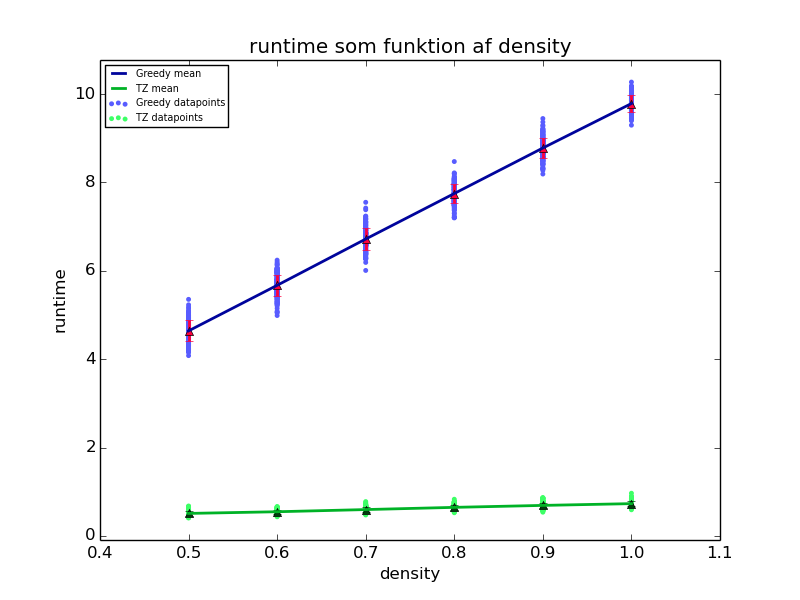 runtime som funktion af density
Greedy mean
TZ mean
Greedy datapoints
TZ datapoints
10
8
6
4
2
0
runtime
0.4 0.5 0.6 0.7 0.8 0.9 1.0 1.1
density